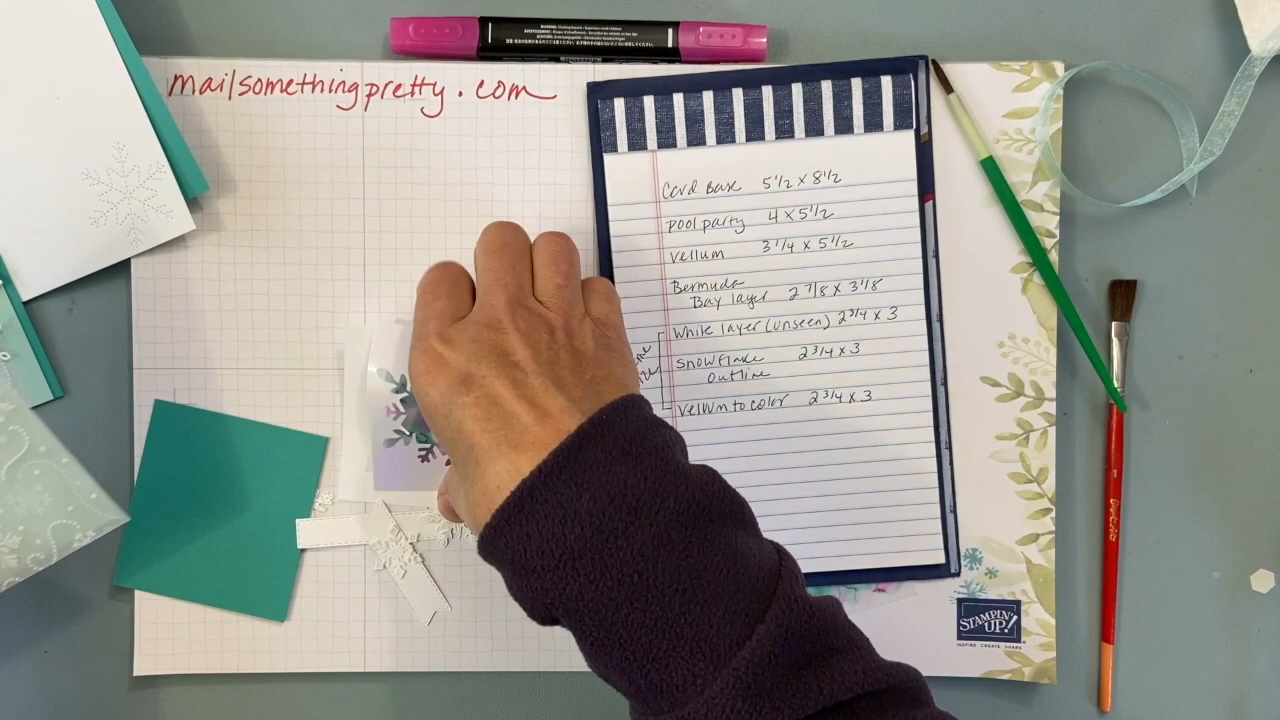 mailsomethingpretty.com
Card Base 5 1/2 x 8 1/2
pool party 4 x 5 1/2
vellum 3 1/4 x 5 1/2
Bermuda
Bay layer 2 7/8 x 3 1/8
White layer (unseen) 2 3/4 x 3
Snowflake 2 3/4 x 3
outline
Vellum to color 2 3/4 x 3
STAMPIN' UP!
INSPIRE. CREATE. SHARE